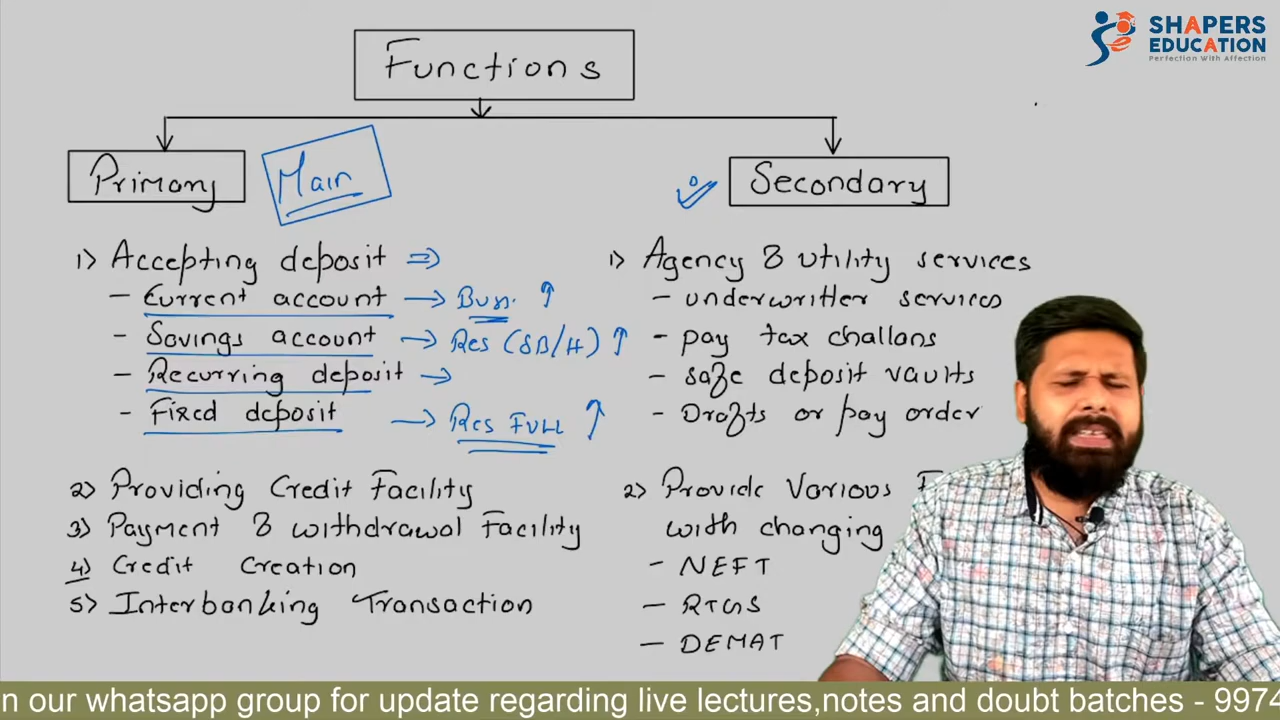 SHAPERS
EDUCATION
Perfection With Affection
Functions
Primary
Main
Secondary
1) Accepting deposit ⇒
- Current account → Busi. ↑
- Savings account → Res (SB/H) ↑
- Recurring deposit →
- Fixed deposit → Res FULL ↑
2) Providing Credit Facility
3) Payment & withdrawal Facility
4) Credit Creation
5) Interbanking Transaction
1) Agency & utility services
- underwritter services
- pay tax challans
- safe deposit vaults
- Drafts or pay order
2) Provide Various
with changing
- NEFT
- RTGS
- DEMAT
n our whatsapp group for update regarding live lectures,notes and doubt batches - 9974